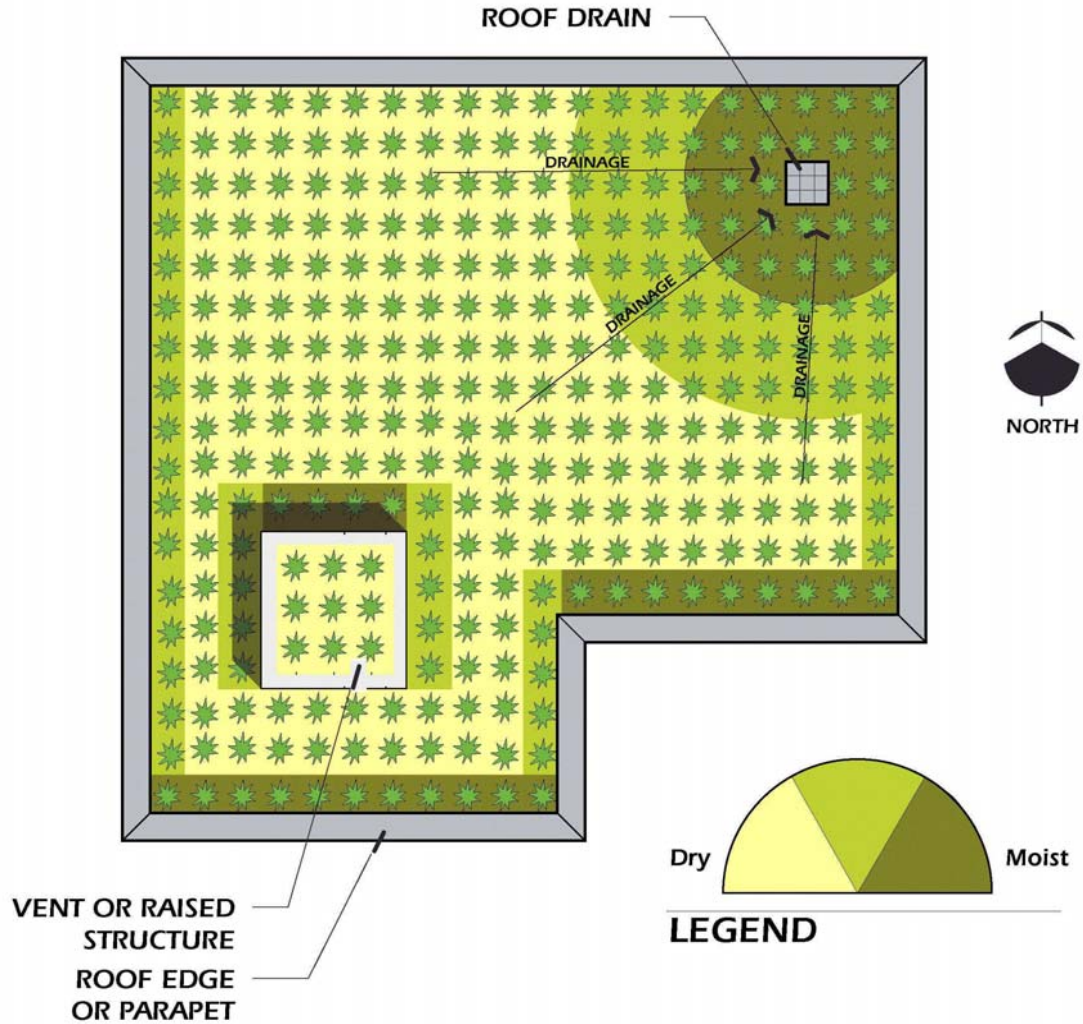 ROOF DRAIN
DRAINAGE
DRAINAGE
DRAINAGE
NORTH
Dry
Moist
LEGEND
VENT OR RAISED
STRUCTURE
ROOF EDGE
OR PARAPET